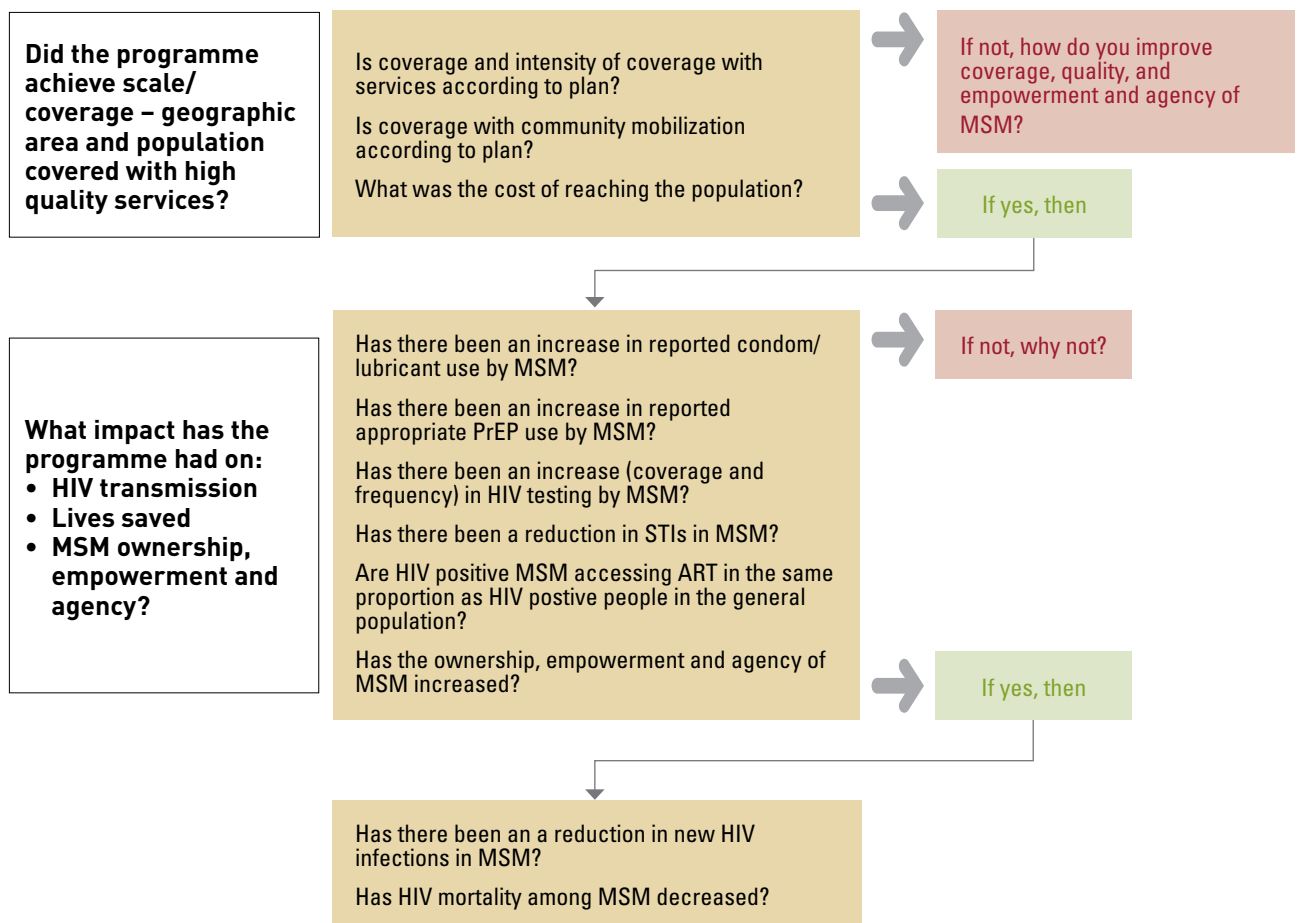 Did the programme
achieve scale/
coverage – geographic
area and population
covered with high
quality services?
Is coverage and intensity of coverage with
services according to plan?
Is coverage with community mobilization
according to plan?
What was the cost of reaching the population?
If not, how do you improve
coverage, quality, and
empowerment and agency of
MSM?
If yes, then
What impact has the
programme had on:
• HIV transmission
• Lives saved
• MSM ownership,
empowerment and
agency?
Has there been an increase in reported condom/
lubricant use by MSM?
Has there been an increase in reported
appropriate PrEP use by MSM?
Has there been an increase (coverage and
frequency) in HIV testing by MSM?
Has there been a reduction in STIs in MSM?
Are HIV positive MSM accessing ART in the same
proportion as HIV postive people in the general
population?
Has the ownership, empowerment and agency of
MSM increased?
If not, why not?
If yes, then
Has there been an a reduction in new HIV
infections in MSM?
Has HIV mortality among MSM decreased?